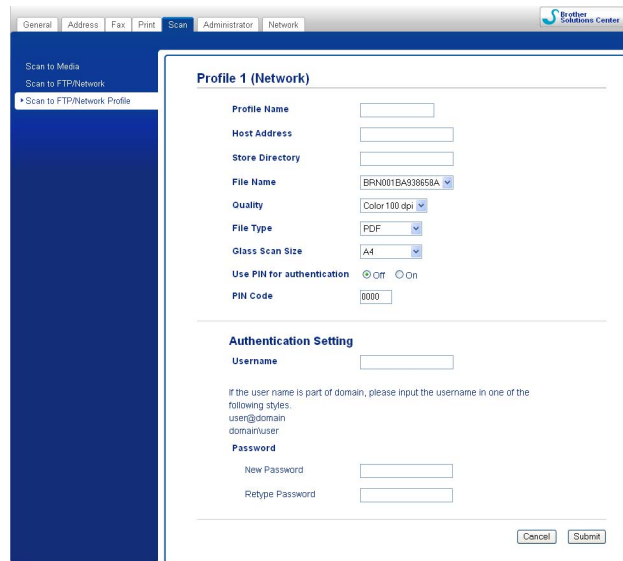 General Address Fax Print Scan Administrator Network
Brother
Solutions Center
Scan to Media
Scan to FTP/Network
Scan to FTP/Network Profile
Profile 1 (Network)
Profile Name
Host Address
Store Directory
File Name BRN001BA938658A
Quality Color 100 dpi
File Type PDF
Glass Scan Size A4
Use PIN for authentication Off On
PIN Code 0000
Authentication Setting
Username
If the user name is part of domain, please input the username in one of the
following styles.
user@domain
domain\user
Password
New Password
Retype Password
Cancel Submit